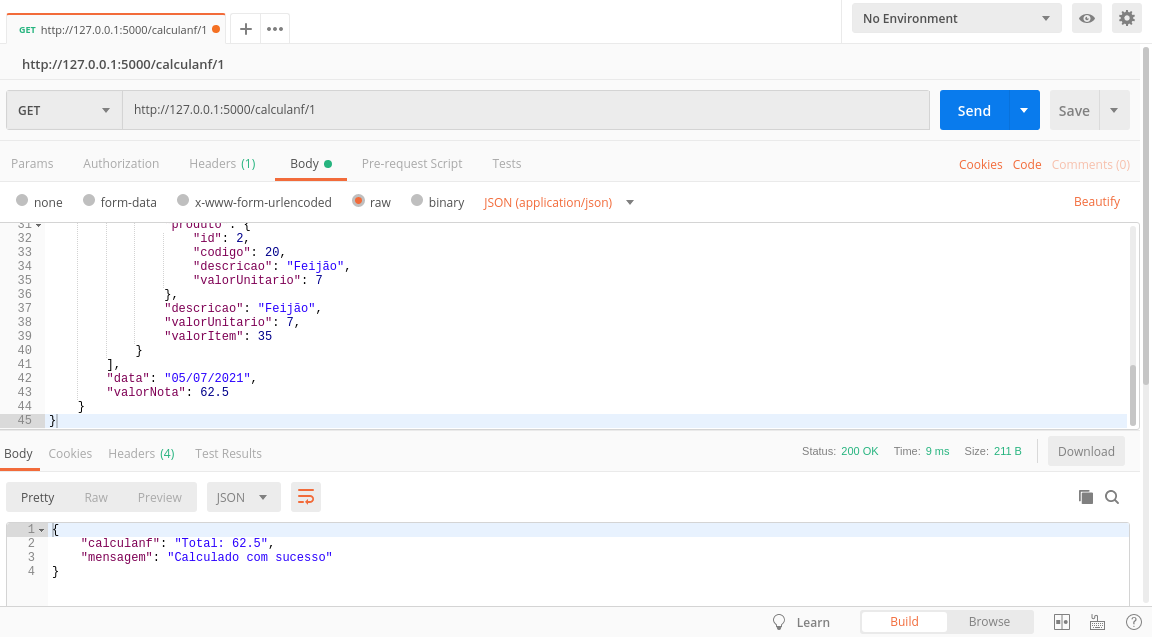 GET http://127.0.0.1:5000/calculanf/1
No Environment
http://127.0.0.1:5000/calculanf/1
GET http://127.0.0.1:5000/calculanf/1 Send Save
Params Authorization Headers (1) Body Pre-request Script Tests Cookies Code Comments (0)
none form-data x-www-form-urlencoded raw binary JSON (application/json) Beautify
31 "produto": {
32 "id": 2,
33 "codigo": 20,
34 "descricao": "Feijão",
35 "valorUnitario": 7
36 },
37 "descricao": "Feijão",
38 "valorUnitario": 7,
39 "valorItem": 35
40 }
41 ],
42 "data": "05/07/2021",
43 "valorNota": 62.5
44 }
45 }
Body Cookies Headers (4) Test Results Status: 200 OK Time: 9 ms Size: 211 B Download
Pretty Raw Preview JSON
1 {
2 "calculanf": "Total: 62.5",
3 "mensagem": "Calculado com sucesso"
4 }
Learn Build Browse